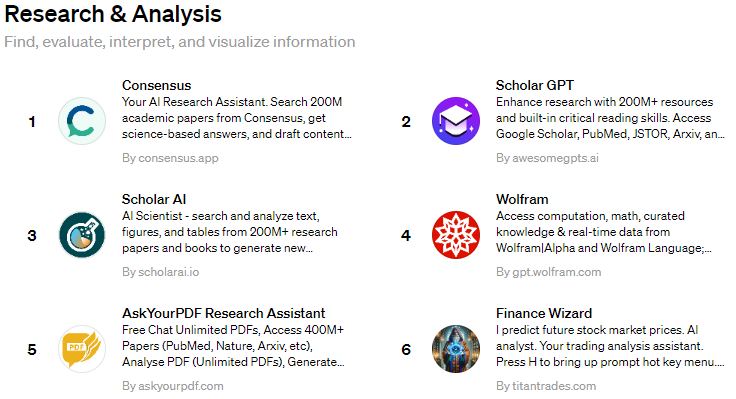 Research & Analysis
Find, evaluate, interpret, and visualize information
1
Consensus
Your AI Research Assistant. Search 200M
academic papers from Consensus, get
science-based answers, and draft content...
By consensus.app
2
Scholar GPT
Enhance research with 200M+ resources
and built-in critical reading skills. Access
Google Scholar, PubMed, JSTOR, Arxiv, an...
By awesomegpts.ai
3
Scholar AI
AI Scientist - search and analyze text,
figures, and tables from 200M+ research
papers and books to generate new...
By scholarai.io
4
Wolfram
Access computation, math, curated
knowledge & real-time data from
Wolfram|Alpha and Wolfram Language;...
By gpt.wolfram.com
5
PDF
AskYourPDF Research Assistant
Free Chat Unlimited PDFs, Access 400M+
Papers (PubMed, Nature, Arxiv, etc),
Analyse PDF (Unlimited PDFs), Generate...
By askyourpdf.com
6
Finance Wizard
I predict future stock market prices. AI
analyst. Your trading analysis assistant.
Press H to bring up prompt hot key menu....
By titantrades.com